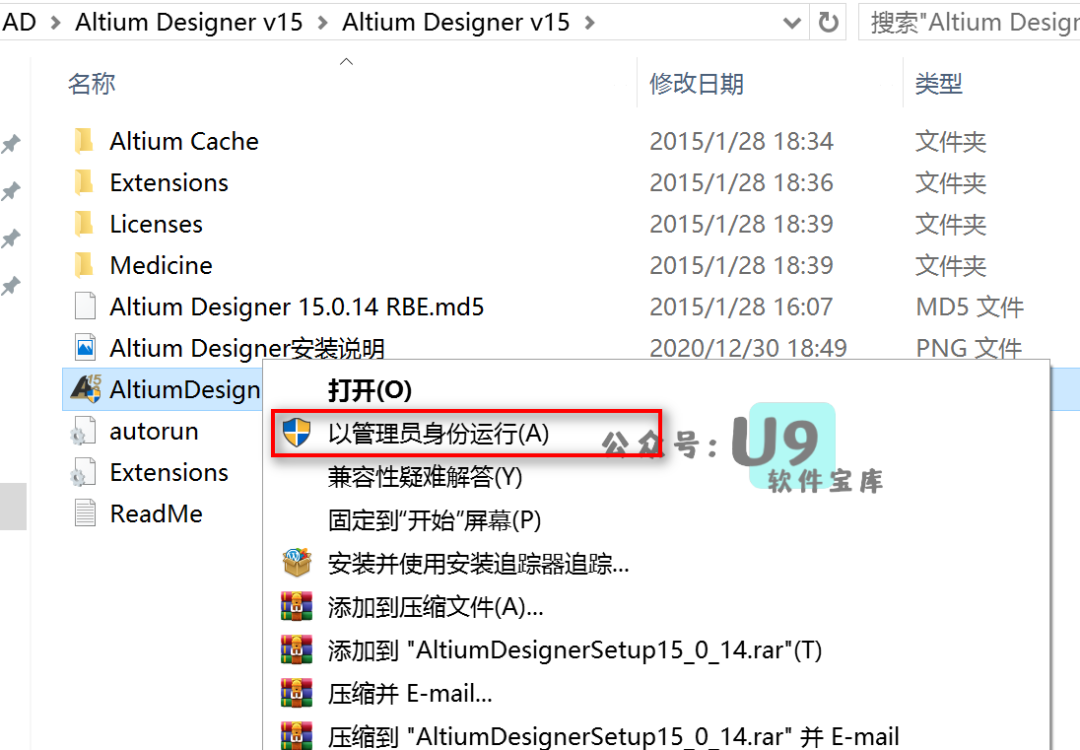 AD > Altium Designer v15 > Altium Designer v15 >
搜索"Altium Design
名称 修改日期 类型
Altium Cache 2015/1/28 18:34 文件夹
Extensions 2015/1/28 18:36 文件夹
Licenses 2015/1/28 18:39 文件夹
Medicine 2015/1/28 18:39 文件夹
Altium Designer 15.0.14 RBE.md5 2015/1/28 16:07 MD5 文件
Altium Designer安装说明 2020/12/30 18:49 PNG 文件
AltiumDesign
autorun
Extensions
ReadMe
打开(O)
以管理员身份运行(A)
兼容性疑难解答(Y)
固定到"开始"屏幕(P)
安装并使用安装追踪器追踪...
添加到压缩文件(A)...
添加到 "AltiumDesignerSetup15_0_14.rar"(T)
压缩并 E-mail...
压缩到 "AltiumDesignerSetup15_0_14.rar" 并 E-mail
公众号：U9
软件宝库